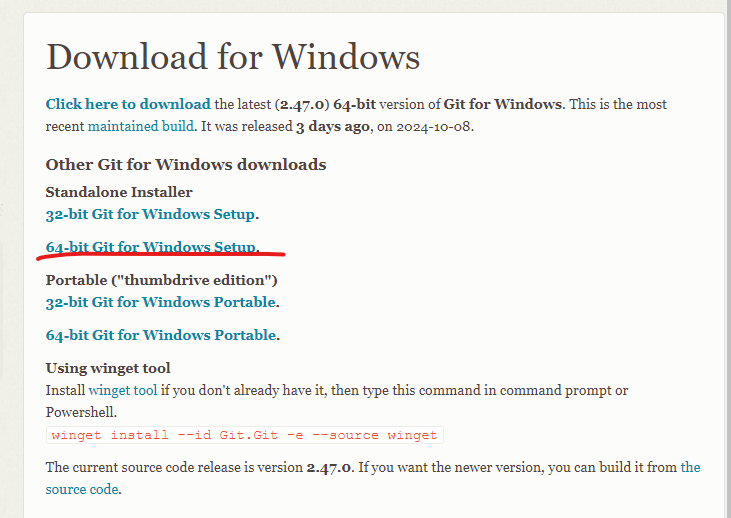 Download for Windows
Click here to download the latest (2.47.0) 64-bit version of Git for Windows. This is the most
recent maintained build. It was released 3 days ago, on 2024-10-08.
Other Git for Windows downloads
Standalone Installer
32-bit Git for Windows Setup.
64-bit Git for Windows Setup.
Portable ("thumbdrive edition")
32-bit Git for Windows Portable.
64-bit Git for Windows Portable.
Using winget tool
Install winget tool if you don't already have it, then type this command in command prompt or
Powershell.
winget install --id Git.Git -e --source winget
The current source code release is version 2.47.0. If you want the newer version, you can build it from the
source code.